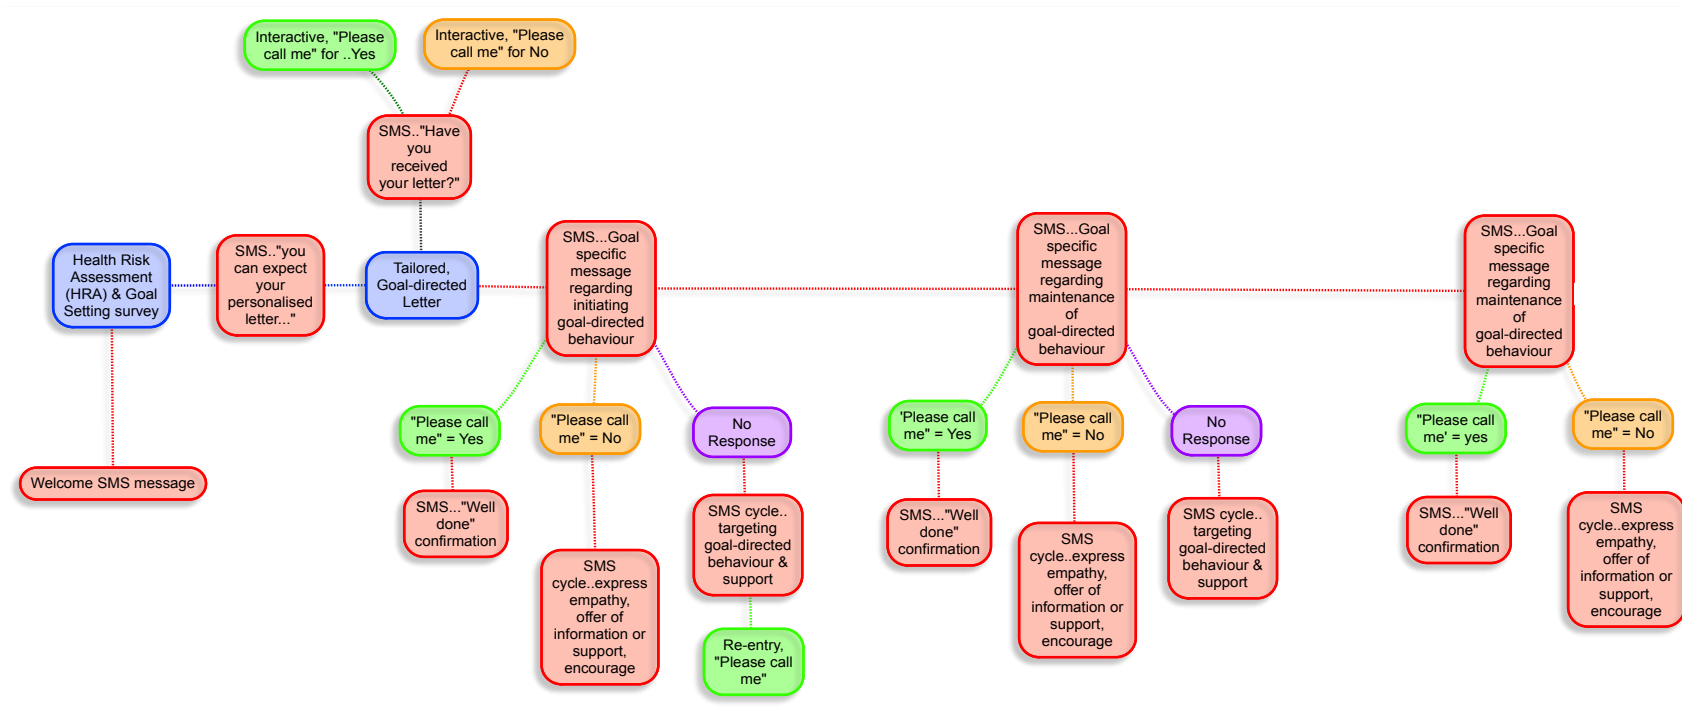 Interactive, "Please
call me" for ..Yes
Interactive, "Please
call me" for No
SMS.."Have
you
received
your letter?"
Health Risk
Assessment
(HRA) & Goal
Setting survey
SMS.."you
can expect
your
personalised
letter..."
Tailored,
Goal-directed
Letter
SMS...Goal
specific
message
regarding
initiating
goal-directed
behaviour
SMS...Goal
specific
message
regarding
maintenance
of
goal-directed
behaviour
SMS...Goal
specific
message
regarding
maintenance
of
goal-directed
behaviour
Welcome SMS message
"Please call
me" = Yes
"Please call
me" = No
No
Response
SMS..."Well
done"
confirmation
SMS
cycle..express
empathy,
offer of
information or
support,
encourage
SMS cycle..
targeting
goal-directed
behaviour &
support
Re-entry,
"Please call
me"
'Please call
me" = Yes
"Please call
me" = No
No
Response
SMS..."Well
done"
confirmation
SMS
cycle..express
empathy,
offer of
information or
support,
encourage
SMS cycle..
targeting
goal-directed
behaviour &
support
"Please call
me' = yes
"Please call
me" = No
SMS..."Well
done"
confirmation
SMS
cycle..express
empathy,
offer of
information or
support,
encourage